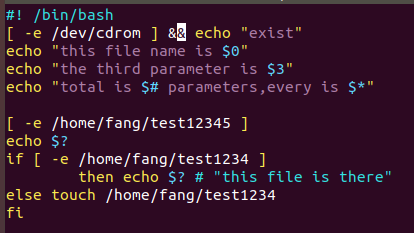 #! /bin/bash
[ -e /dev/cdrom ] && echo "exist"
echo "this file name is $0"
echo "the third parameter is $3"
echo "total is $# parameters,every is $*"
[ -e /home/fang/test12345 ]
echo $?
if [ -e /home/fang/test1234 ]
then echo $? # "this file is there"
else touch /home/fang/test1234
fi